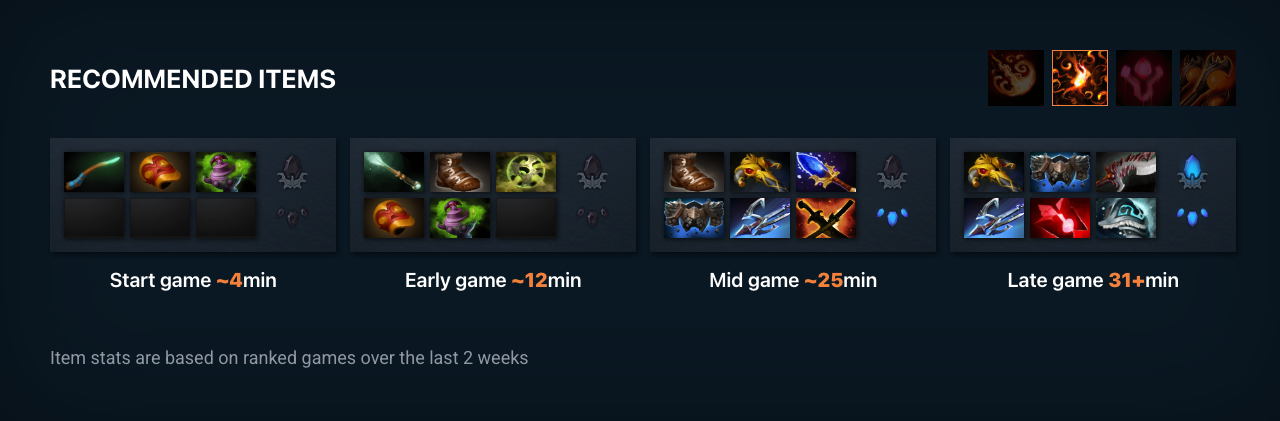 RECOMMENDED ITEMS
Start game ~4min
Early game ~12min
Mid game ~25min
Late game 31+min
Item stats are based on ranked games over the last 2 weeks